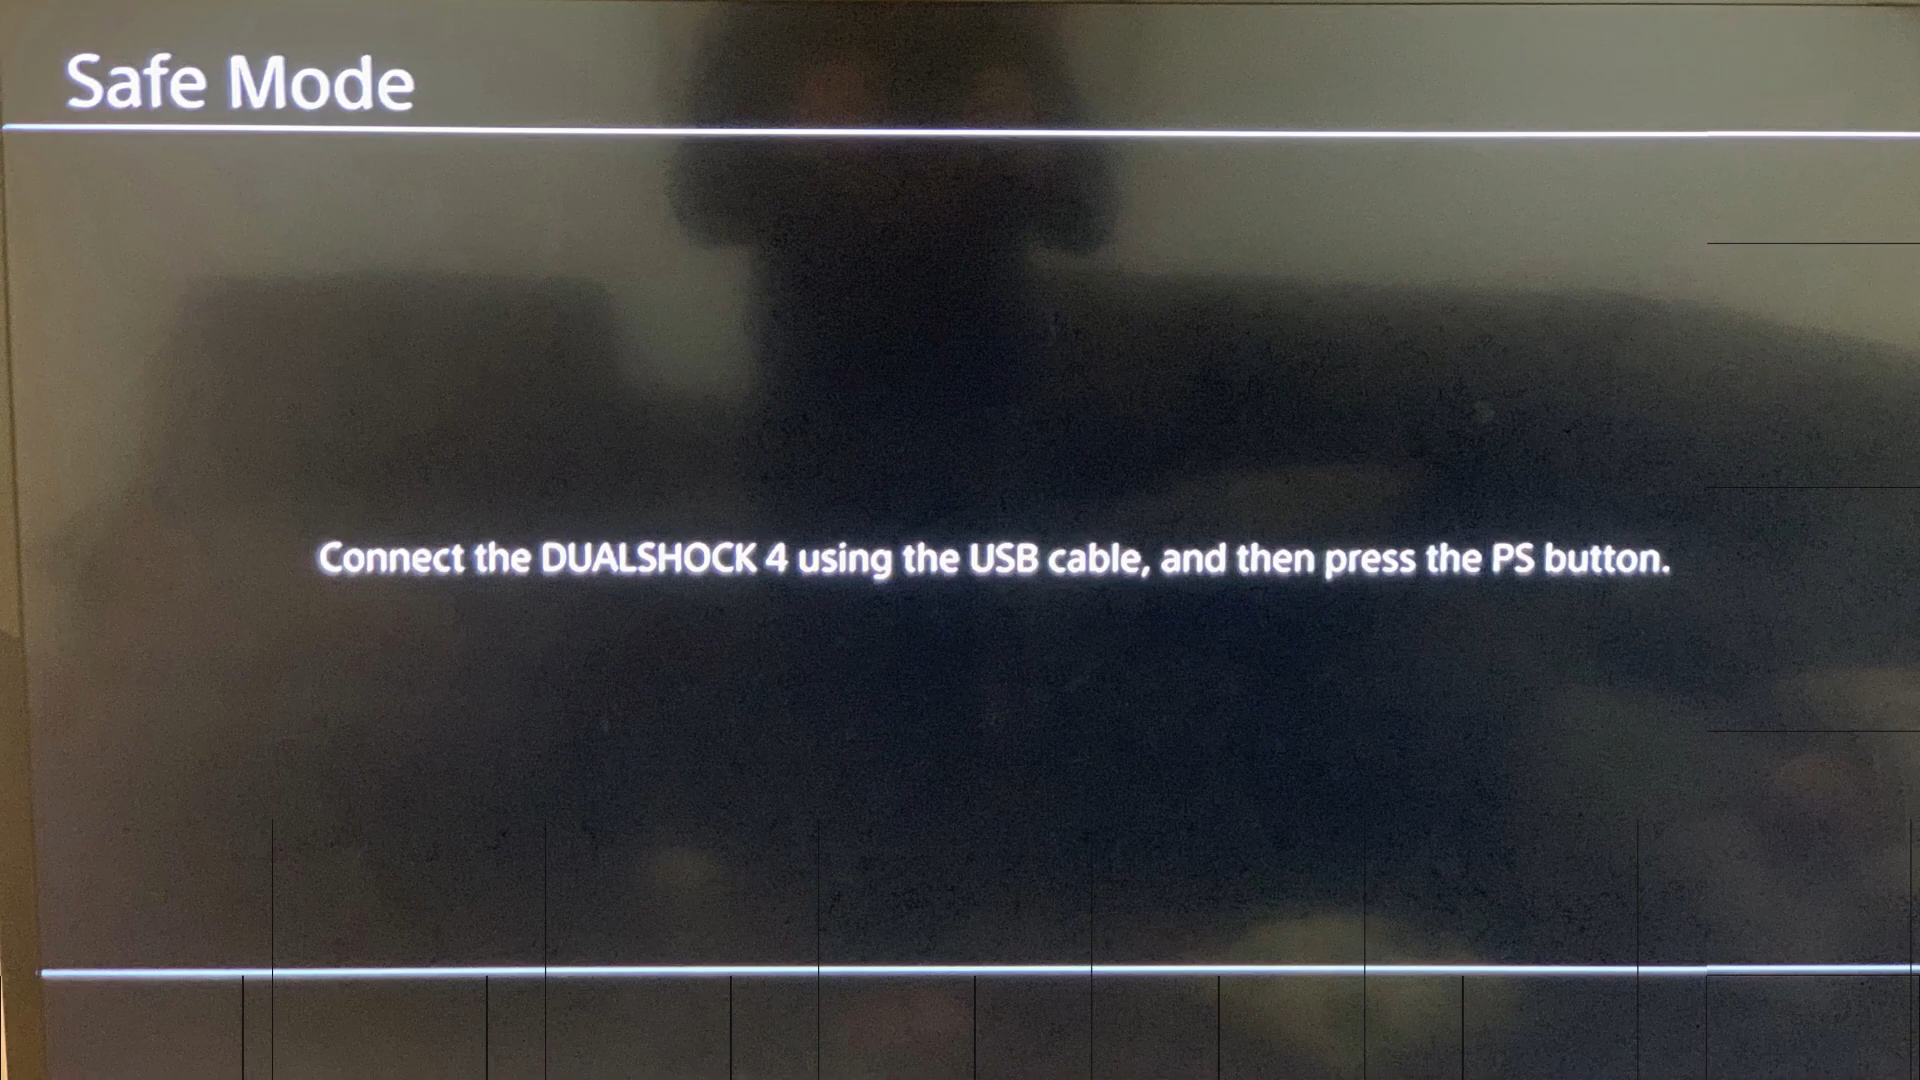 Safe Mode
Connect the DUALSHOCK 4 using the USB cable, and then press the PS button.